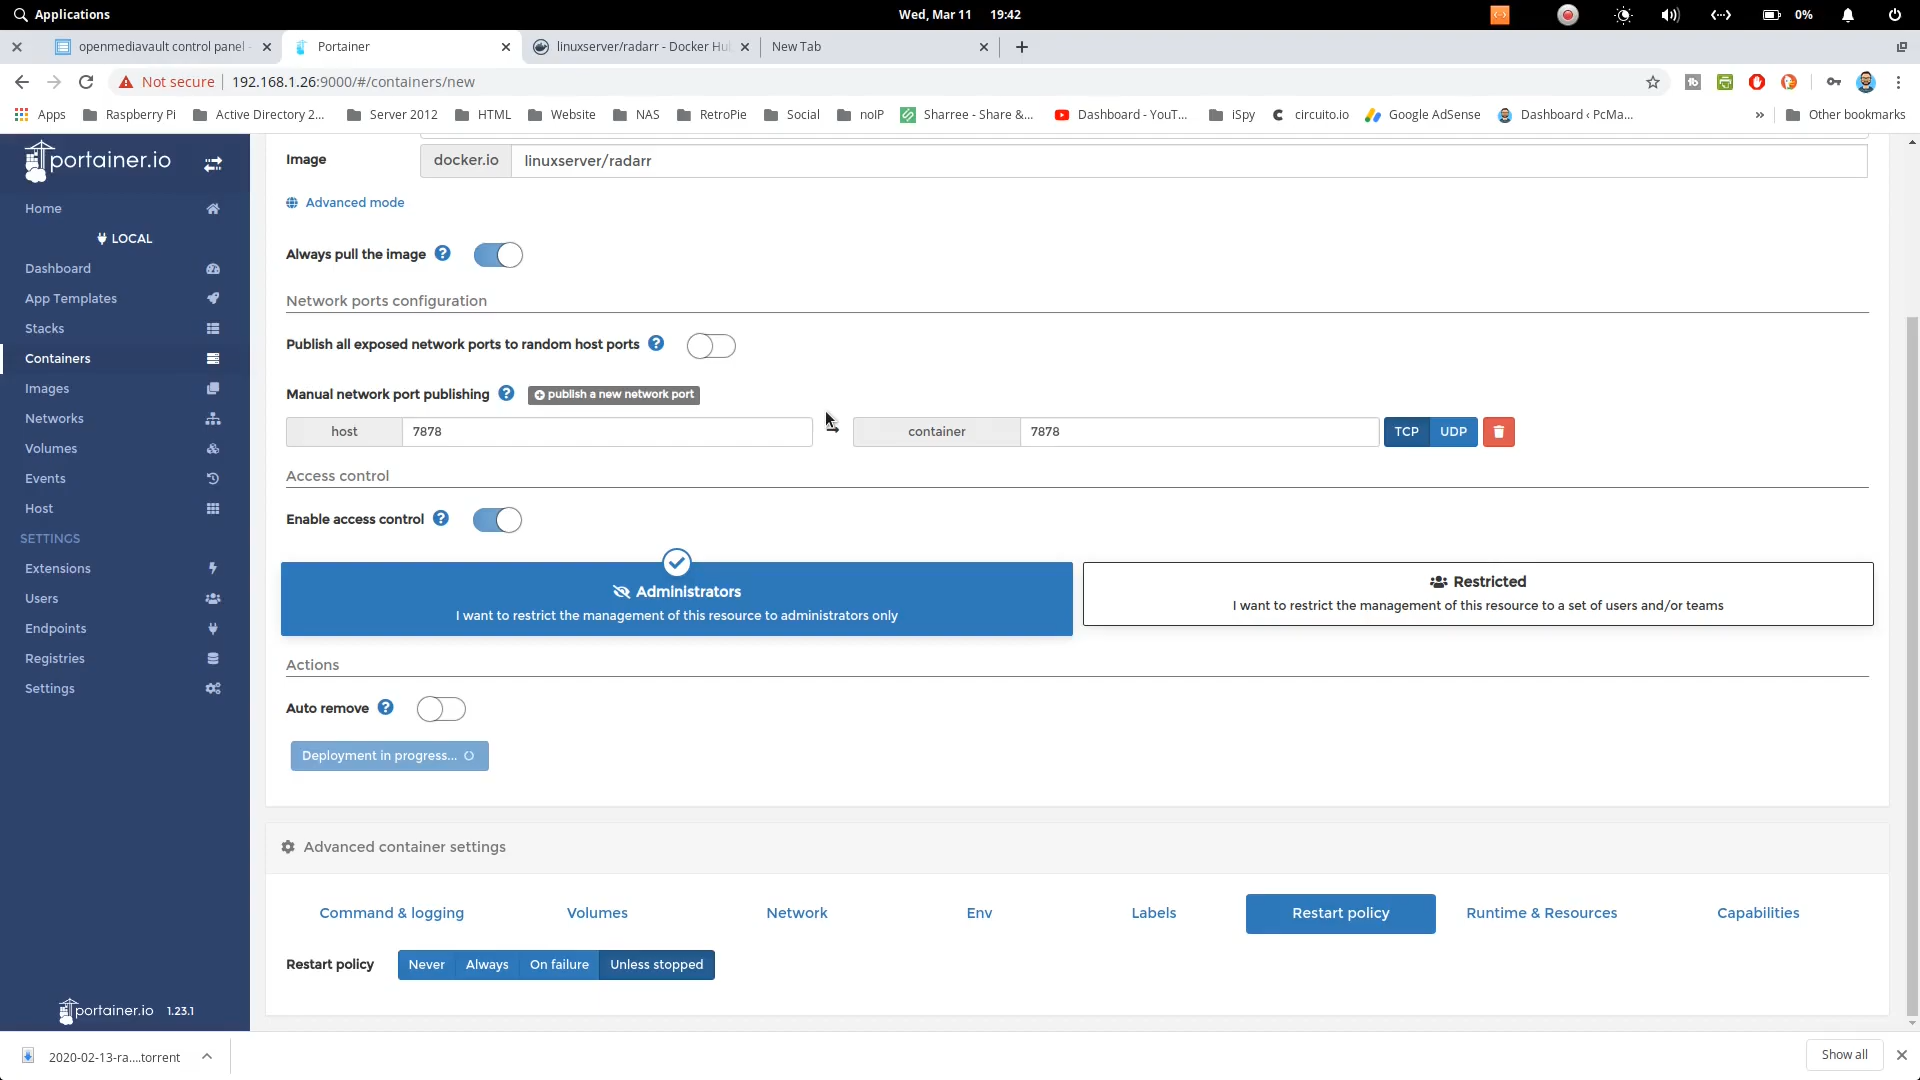 Applications
Wed, Mar 11 19:42
0%
openmediavault control panel -
Portainer
linuxserver/radarr - Docker Hu
New Tab
Not secure
192.168.1.26:9000/#/containers/new
Apps
Raspberry Pi
Active Directory 2...
Server 2012
HTML
Website
NAS
RetroPie
Social
noIP
Sharree - Share &...
Dashboard - YouT...
iSpy
circuito.io
Google AdSense
Dashboard ‹ PcMa...
»
Other bookmarks
portainer.io
Home
LOCAL
Dashboard
App Templates
Stacks
Containers
Images
Networks
Volumes
Events
Host
SETTINGS
Extensions
Users
Endpoints
Registries
Settings
portainer.io 1.23.1
Image
docker.io
linuxserver/radarr
Advanced mode
Always pull the image
Network ports configuration
Publish all exposed network ports to random host ports
Manual network port publishing
publish a new network port
host
7878
container
7878
TCP
UDP
Access control
Enable access control
Administrators
I want to restrict the management of this resource to administrators only
Restricted
I want to restrict the management of this resource to a set of users and/or teams
Actions
Auto remove
Deployment in progress...
Advanced container settings
Command & logging
Volumes
Network
Env
Labels
Restart policy
Runtime & Resources
Capabilities
Restart policy
Never
Always
On failure
Unless stopped
2020-02-13-ra....torrent
Show all